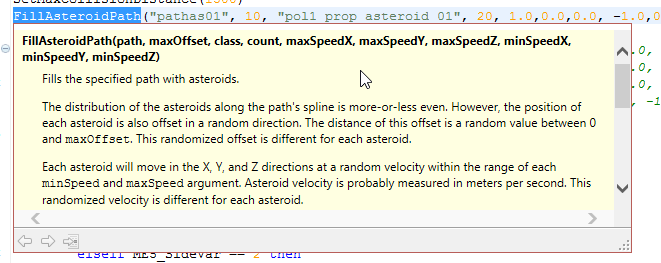 SetMaxCollisionDistance(1500)
FillAsteroidPath("pathas01", 10, "pol1_prop_asteroid_01", 20, 1.0,0.0,0.0, -1.0,0
FillAsteroidPath(path, maxOffset, class, count, maxSpeedX, maxSpeedY, maxSpeedZ, minSpeedX,
minSpeedY, minSpeedZ)
.0,
Fills the specified path with asteroids.
.0,
.0,
The distribution of the asteroids along the path's spline is more-or-less even. However, the position of
, -1
each asteroid is also offset in a random direction. The distance of this offset is a random value between 0
and maxOffset. This randomized offset is different for each asteroid.
Each asteroid will move in the X, Y, and Z directions at a random velocity within the range of each
minSpeed and maxSpeed argument. Asteroid velocity is probably measured in meters per second. This
randomized velocity is different for each asteroid.
elseif MES_SideVar == 2 then